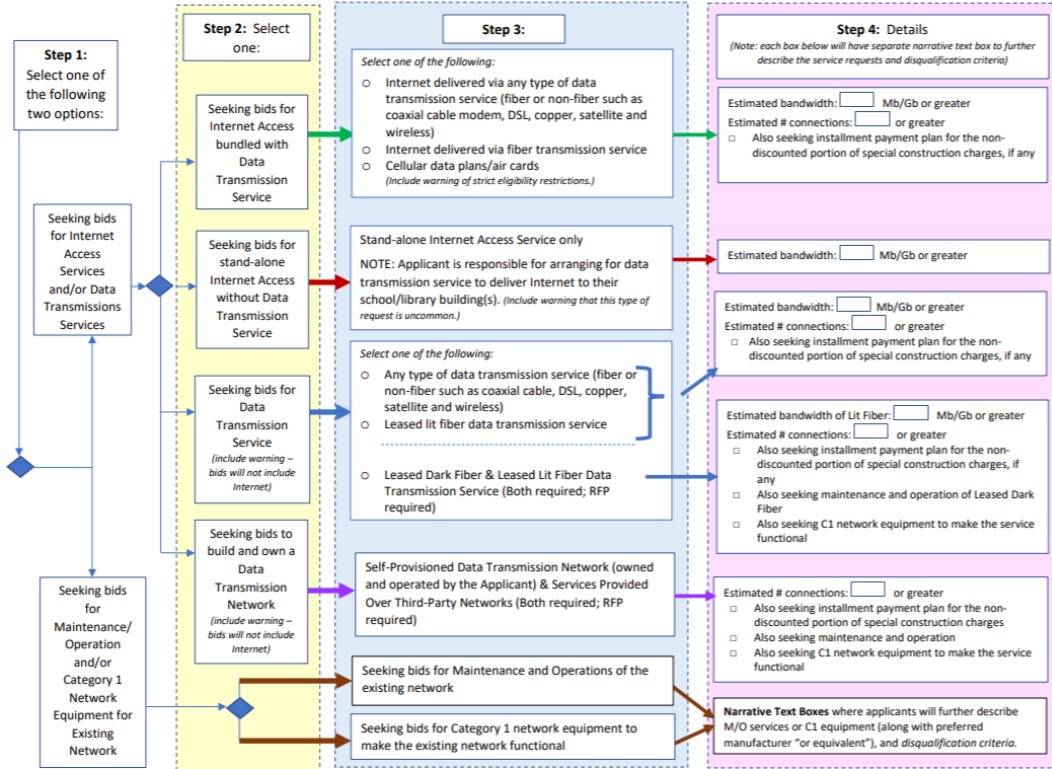 Step 1:
Select one of
the following
two options:
Seeking bids
for Internet
Access
Services
and/or Data
Transmissions
Services
Seeking bids
for
Maintenance/
Operation
and/or
Category 1
Network
Equipment for
Existing
Network
Step 2: Select
one:
Seeking bids for
Internet Access
bundled with
Data
Transmission
Service
Seeking bids for
stand-alone
Internet Access
without Data
Transmission
Service
Seeking bids for
Data
Transmission
Service
(include warning –
bids will not include
Internet)
Seeking bids to
build and own a
Data
Transmission
Network
(include warning –
bids will not include
Internet)
Step 3:
Select one of the following:
○ Internet delivered via any type of data
transmission service (fiber or non-fiber such as
coaxial cable modem, DSL, copper, satellite and
wireless)
○ Internet delivered via fiber transmission service
○ Cellular data plans/air cards
(Include warning of strict eligibility restrictions.)
Stand-alone Internet Access Service only
NOTE: Applicant is responsible for arranging for data
transmission service to deliver Internet to their
school/library building(s). (Include warning that this type of
request is uncommon.)
Select one of the following:
○ Any type of data transmission service (fiber or
non-fiber such as coaxial cable, DSL, copper,
satellite and wireless)
○ Leased lit fiber data transmission service
○ Leased Dark Fiber & Leased Lit Fiber Data
Transmission Service (Both required; RFP
required)
Self-Provisioned Data Transmission Network (owned
and operated by the Applicant) & Services Provided
Over Third-Party Networks (Both required; RFP
required)
Seeking bids for Maintenance and Operations of the
existing network
Seeking bids for Category 1 network equipment to
make the existing network functional
Step 4: Details
(Note: each box below will have separate narrative text box to further
describe the service requests and disqualification criteria)
Estimated bandwidth: Mb/Gb or greater
Estimated # connections: or greater
□ Also seeking installment payment plan for the non-
discounted portion of special construction charges, if any
Estimated bandwidth: Mb/Gb or greater
Estimated bandwidth: Mb/Gb or greater
Estimated # connections: or greater
□ Also seeking installment payment plan for the non-
discounted portion of special construction charges, if any
Estimated bandwidth of Lit Fiber: Mb/Gb or greater
Estimated # connections: or greater
□ Also seeking installment payment plan for the non-
discounted portion of special construction charges, if
any
□ Also seeking maintenance and operation of Leased Dark
Fiber
□ Also seeking C1 network equipment to make the service
functional
Estimated # connections: or greater
□ Also seeking installment payment plan for the non-
discounted portion of special construction charges
□ Also seeking maintenance and operation
□ Also seeking C1 network equipment to make the service
functional
Narrative Text Boxes where applicants will further describe
M/O services or C1 equipment (along with preferred
manufacturer “or equivalent”), and disqualification criteria.